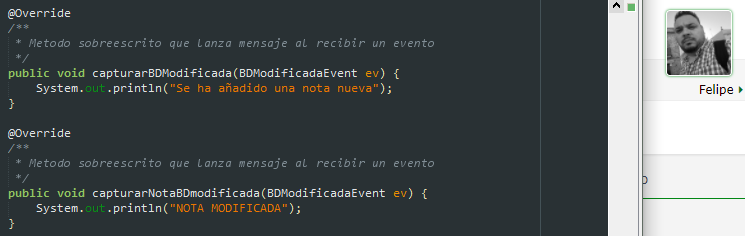 @Override
/**
 * Metodo sobreescrito que lanza mensaje al recibir un evento
 */
public void capturarBDModificada(BDModificadaEvent ev) {
    System.out.println("Se ha añadido una nota nueva");
}
@Override
/**
 * Metodo sobreescrito que lanza mensaje al recibir un evento
 */
public void capturarNotaBDmodificada(BDModificadaEvent ev) {
    System.out.println("NOTA MODIFICADA");
}
Felipe